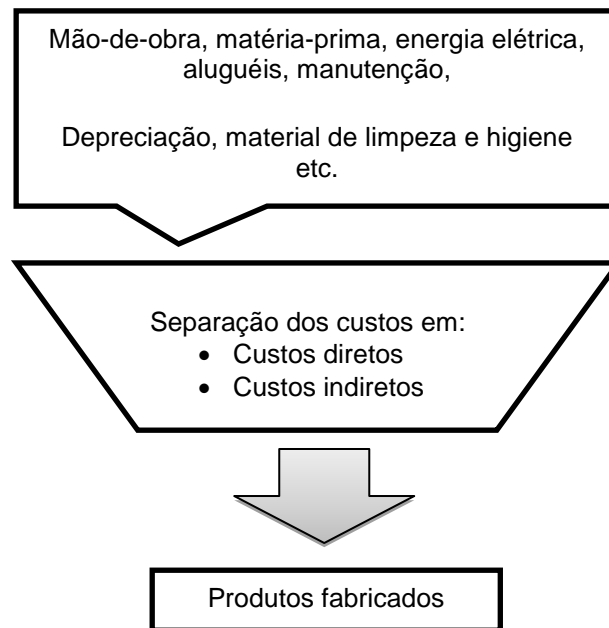 Mão-de-obra, matéria-prima, energia elétrica,
aluguéis, manutenção,
Depreciação, material de limpeza e higiene
etc.
Separação dos custos em:
• Custos diretos
• Custos indiretos
Produtos fabricados